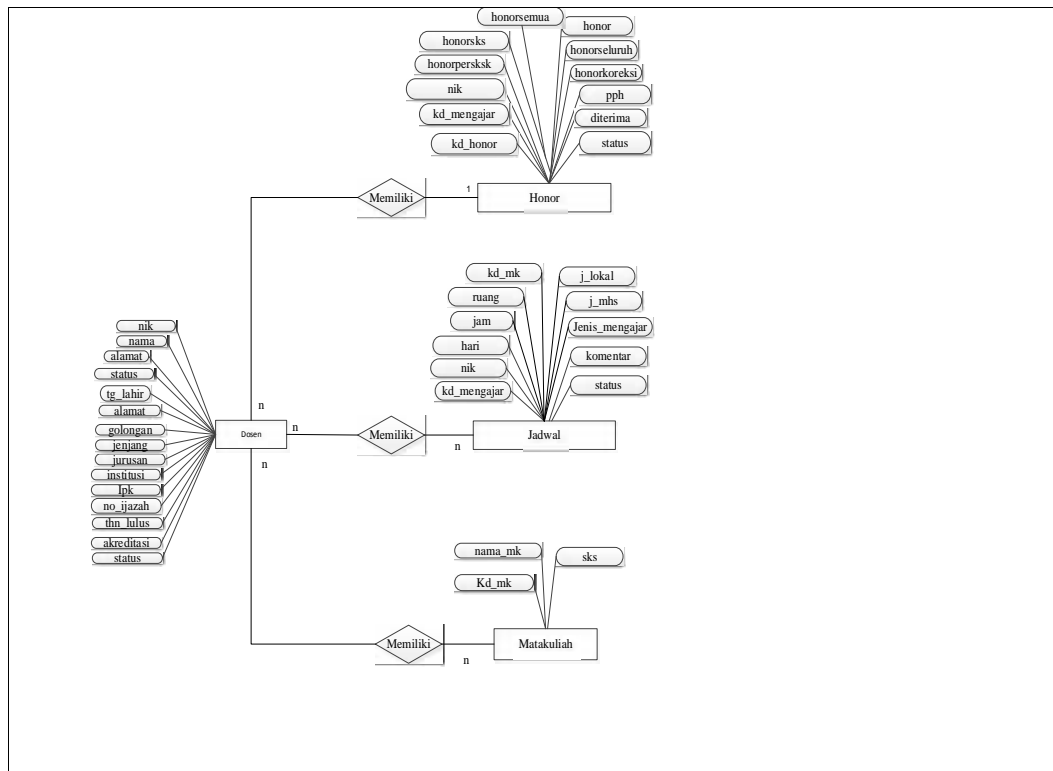 honorsemua
honor
honorsks
honorseluruh
honorpersksk
honorkoreksi
nik
pph
kd_mengajar
diterima
kd_honor
status
Memiliki
1
Honor
kd_mk
j_lokal
ruang
j_mhs
jam
Jenis_mengajar
hari
komentar
nik
status
kd_mengajar
nik
nama
alamat
status
tg_lahir
alamat
golongan
jenjang
jurusan
institusi
Ipk
no_ijazah
thn_lulus
akreditasi
status
n
Dosen
n
n
Memiliki
n
Jadwal
nama_mk
sks
Kd_mk
Memiliki
n
Matakuliah